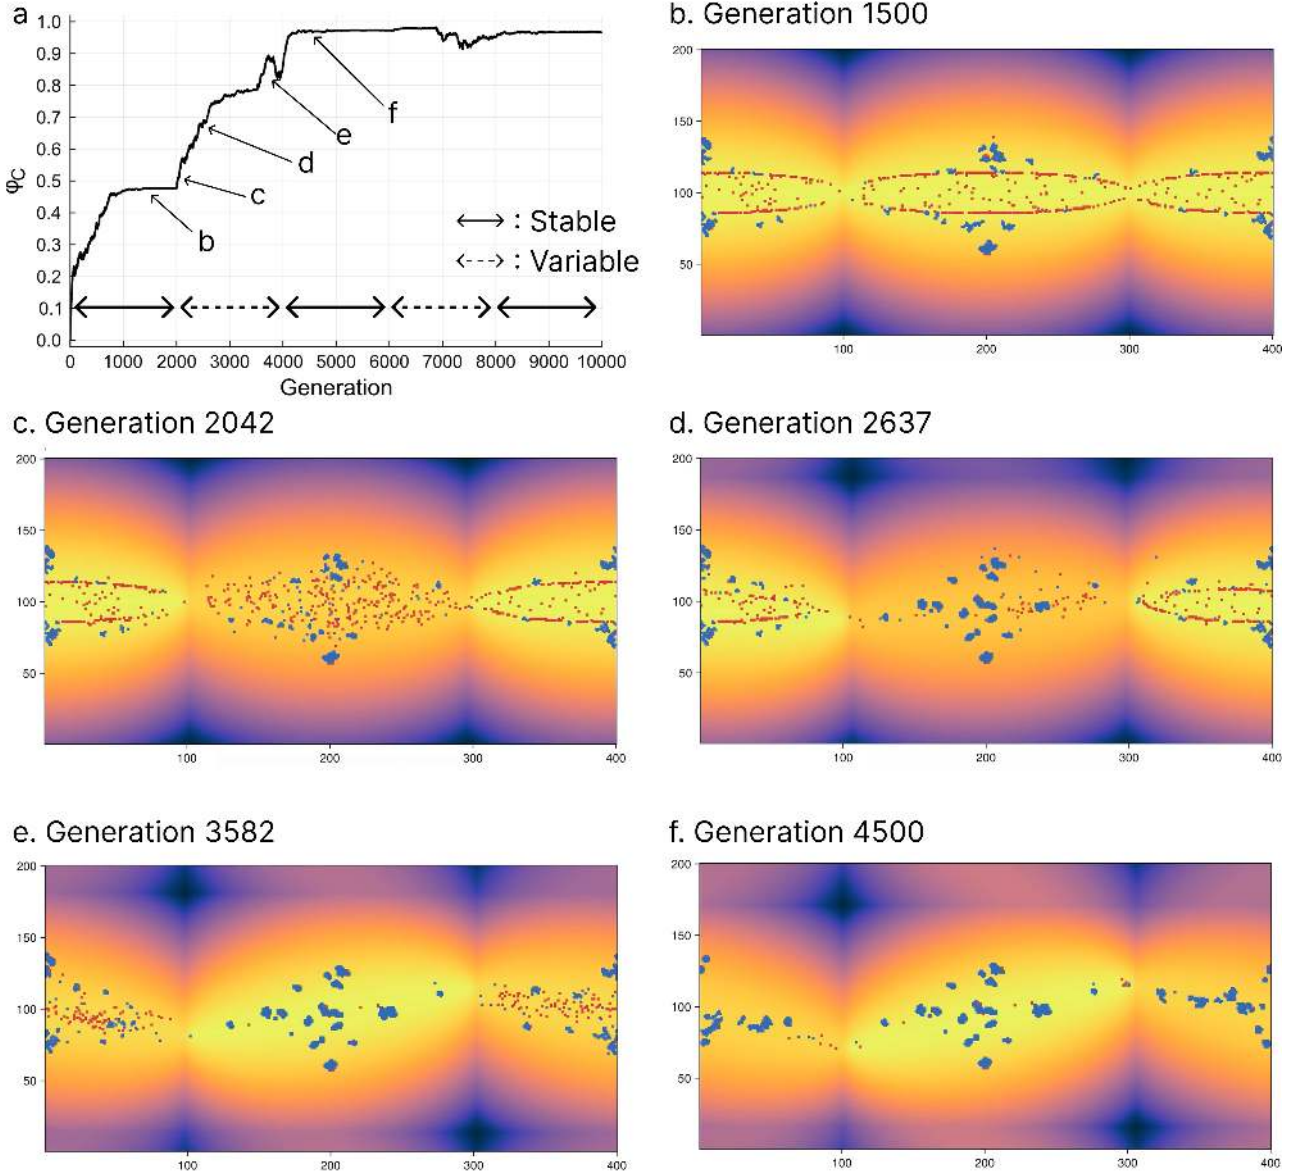 a
1.0
0.9
0.8
0.7
0.6
0.5
0.4
0.3
0.2
0.1
0.0
φC
f
e
d
c
b
: Stable
: Variable
0 1000 2000 3000 4000 5000 6000 7000 8000 9000 10000
Generation
b. Generation 1500
200
150
100
50
100 200 300 400
c. Generation 2042
200
150
100
50
100 200 300 400
d. Generation 2637
200
150
100
50
100 200 300 400
e. Generation 3582
200
150
100
50
100 200 300 400
f. Generation 4500
200
150
100
50
100 200 300 400